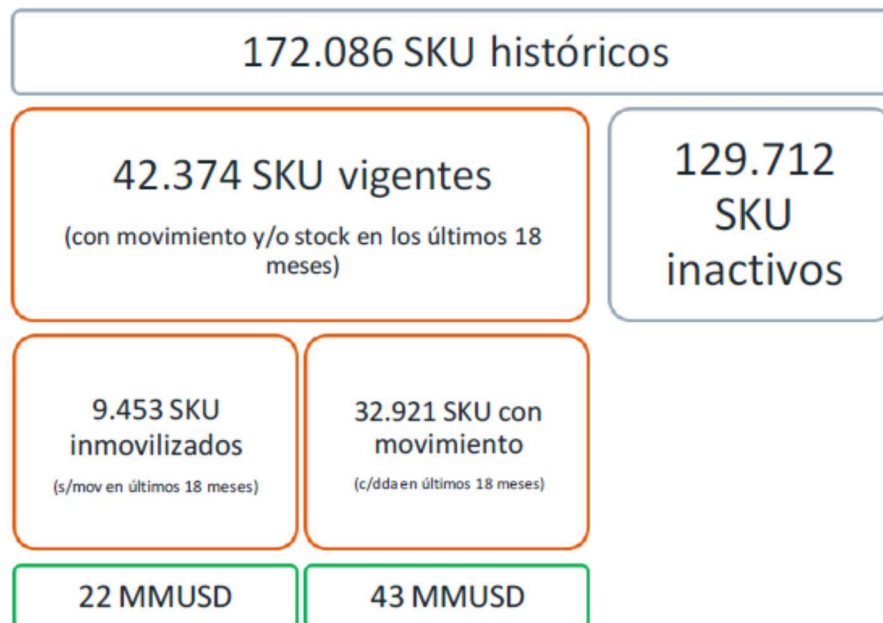 172.086 SKU históricos
42.374 SKU vigentes
(con movimiento y/o stock en los últimos 18
meses)
129.712
SKU
inactivos
9.453 SKU
inmovilizados
(s/mov en últimos 18 meses)
32.921 SKU con
movimiento
(c/dda en últimos 18 meses)
22 MMUSD
43 MMUSD